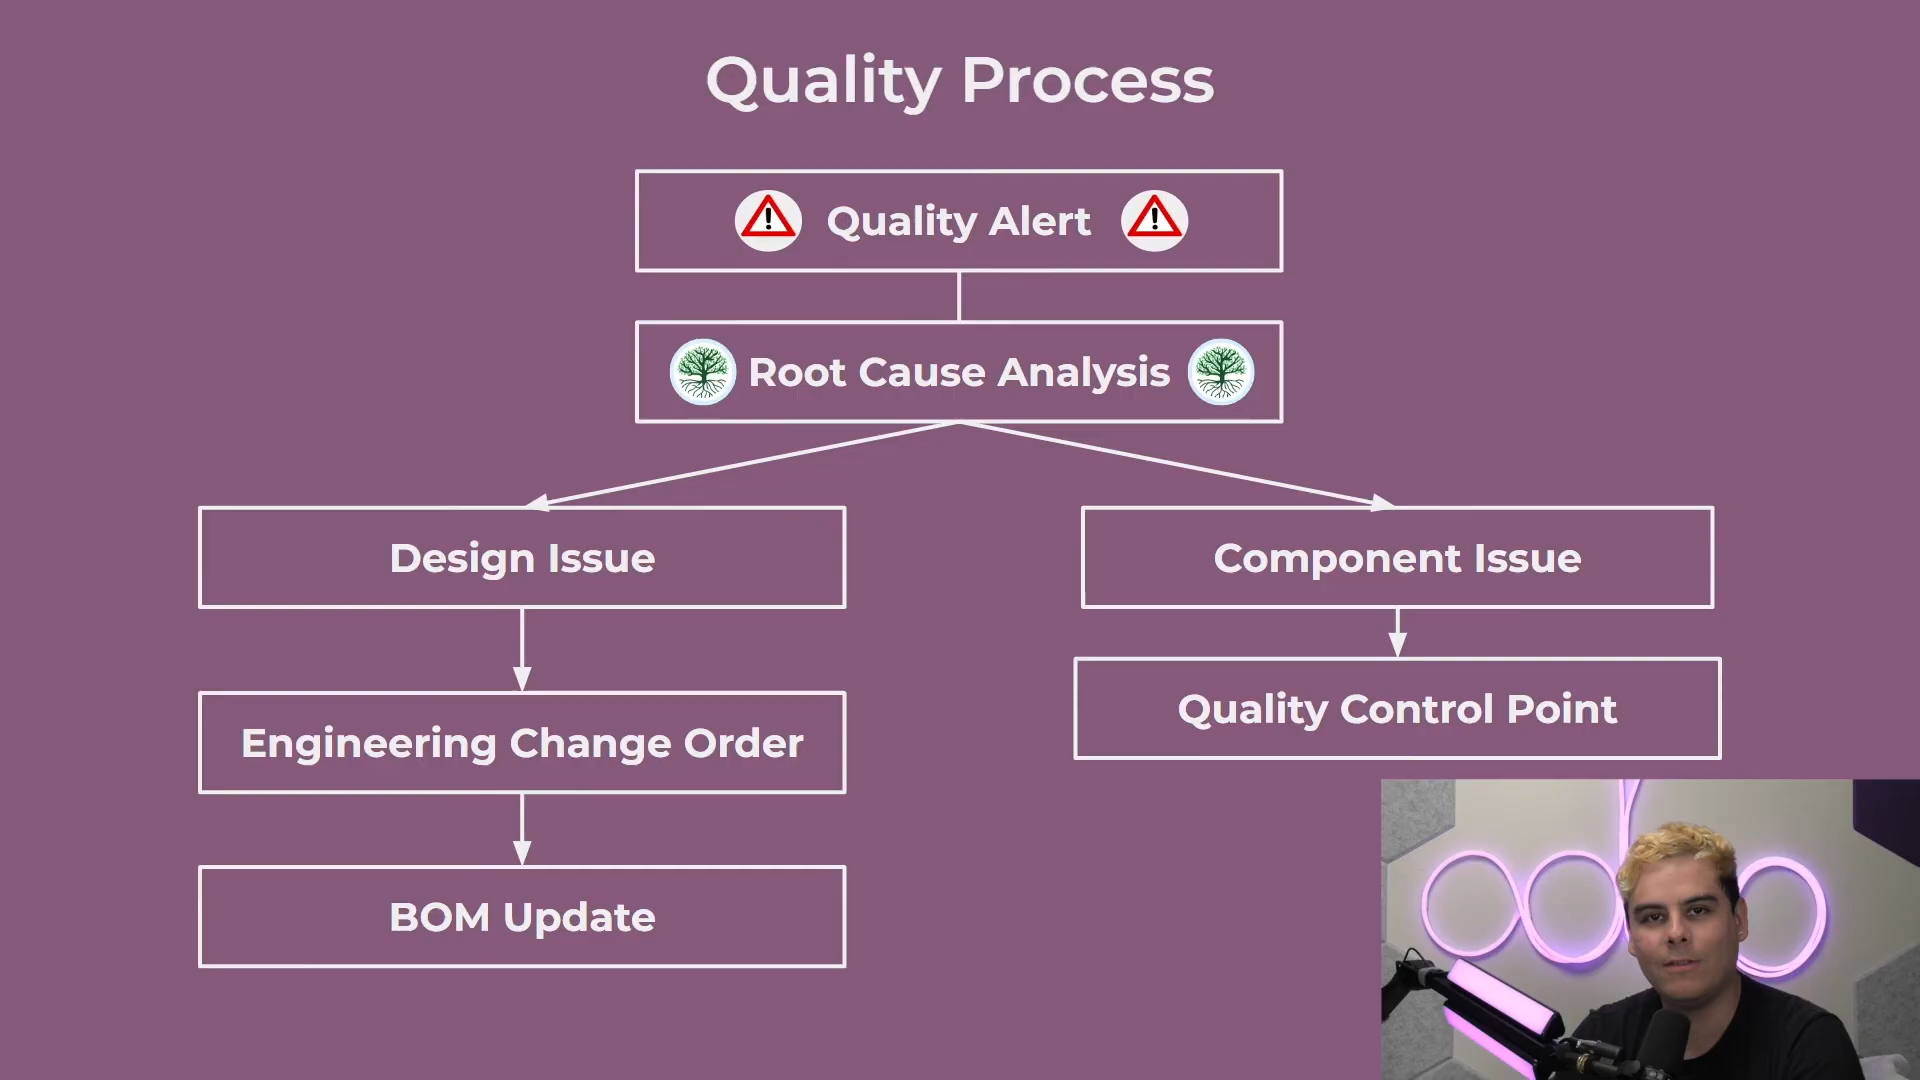 Quality Process
Quality Alert
Root Cause Analysis
Design Issue
Component Issue
Engineering Change Order
Quality Control Point
BOM Update
odoo